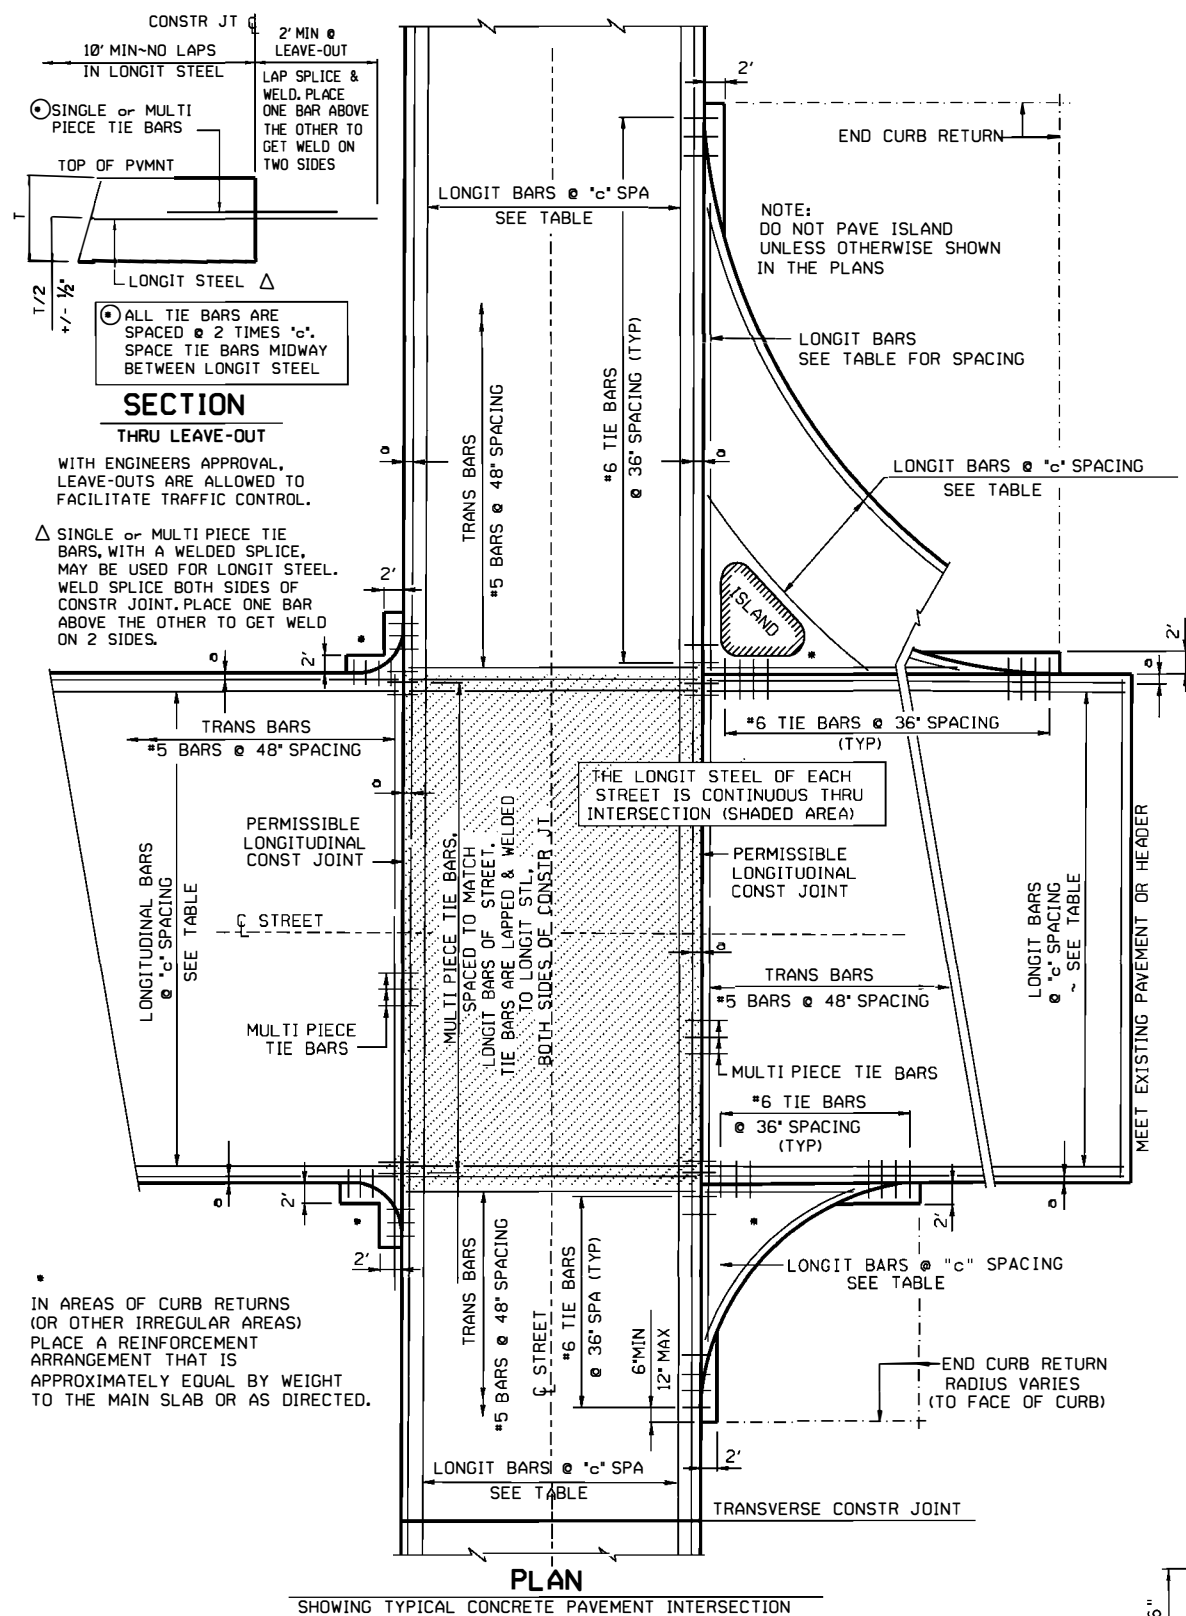 CONSTR JT ℄
10' MIN~NO LAPS
IN LONGIT STEEL
2' MIN @
LEAVE-OUT
LAP SPLICE &
WELD. PLACE
ONE BAR ABOVE
THE OTHER TO
GET WELD ON
TWO SIDES
SINGLE or MULTI
PIECE TIE BARS
TOP OF PVMNT
T
T/2
+/- ½"
LONGIT STEEL △
* ALL TIE BARS ARE
SPACED @ 2 TIMES "c".
SPACE TIE BARS MIDWAY
BETWEEN LONGIT STEEL
SECTION
THRU LEAVE-OUT
WITH ENGINEERS APPROVAL,
LEAVE-OUTS ARE ALLOWED TO
FACILITATE TRAFFIC CONTROL.
△ SINGLE or MULTI PIECE TIE
BARS, WITH A WELDED SPLICE,
MAY BE USED FOR LONGIT STEEL.
WELD SPLICE BOTH SIDES OF
CONSTR JOINT. PLACE ONE BAR
ABOVE THE OTHER TO GET WELD
ON 2 SIDES.
2'
END CURB RETURN
LONGIT BARS @ "c" SPA
SEE TABLE
NOTE:
DO NOT PAVE ISLAND
UNLESS OTHERWISE SHOWN
IN THE PLANS
LONGIT BARS
SEE TABLE FOR SPACING
TRANS BARS
#5 BARS @ 48" SPACING
#6 TIE BARS
@ 36" SPACING (TYP)
a
a
LONGIT BARS @ "c" SPACING
SEE TABLE
ISLAND
*
2'
2'
*
a
2'
a
TRANS BARS
#5 BARS @ 48" SPACING
#6 TIE BARS @ 36" SPACING
(TYP)
THE LONGIT STEEL OF EACH
STREET IS CONTINUOUS THRU
INTERSECTION (SHADED AREA)
a
PERMISSIBLE
LONGITUDINAL
CONST JOINT
PERMISSIBLE
LONGITUDINAL
CONST JOINT
LONGITUDINAL BARS
@ "c" SPACING
SEE TABLE
℄ STREET
MULTI PIECE TIE BARS,
SPACED TO MATCH
LONGIT BARS OF STREET.
TIE BARS ARE LAPPED & WELDED
TO LONGIT STL,
BOTH SIDES OF CONSTR JT
a
LONGIT BARS
@ "c" SPACING
~ SEE TABLE
MEET EXISTING PAVEMENT OR HEADER
TRANS BARS
#5 BARS @ 48" SPACING
MULTI PIECE
TIE BARS
MULTI PIECE TIE BARS
#6 TIE BARS
@ 36" SPACING
(TYP)
a
2'
2'
*
*
2'
a
TRANS BARS
#5 BARS @ 48" SPACING
℄ STREET
#6 TIE BARS
@ 36" SPA (TYP)
6" MIN
12" MAX
LONGIT BARS @ "c" SPACING
SEE TABLE
*
IN AREAS OF CURB RETURNS
(OR OTHER IRREGULAR AREAS)
PLACE A REINFORCEMENT
ARRANGEMENT THAT IS
APPROXIMATELY EQUAL BY WEIGHT
TO THE MAIN SLAB OR AS DIRECTED.
END CURB RETURN
RADIUS VARIES
(TO FACE OF CURB)
2'
LONGIT BARS @ "c" SPA
SEE TABLE
TRANSVERSE CONSTR JOINT
PLAN
SHOWING TYPICAL CONCRETE PAVEMENT INTERSECTION
6"